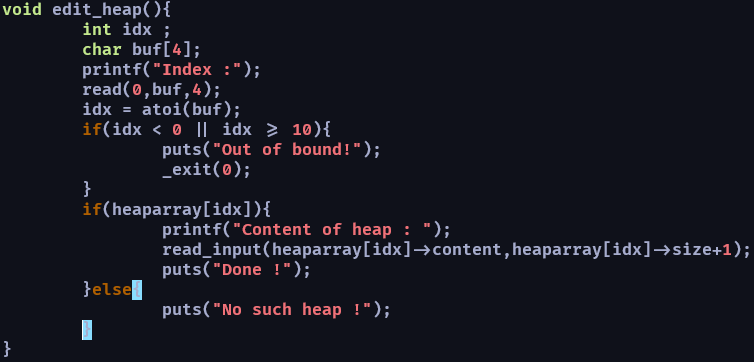 void edit_heap(){
        int idx ;
        char buf[4];
        printf("Index :");
        read(0,buf,4);
        idx = atoi(buf);
        if(idx < 0 || idx >= 10){
                puts("Out of bound!");
                _exit(0);
        }
        if(heaparray[idx]){
                printf("Content of heap : ");
                read_input(heaparray[idx]->content,heaparray[idx]->size+1);
                puts("Done !");
        }else{
                puts("No such heap !");
        }
}